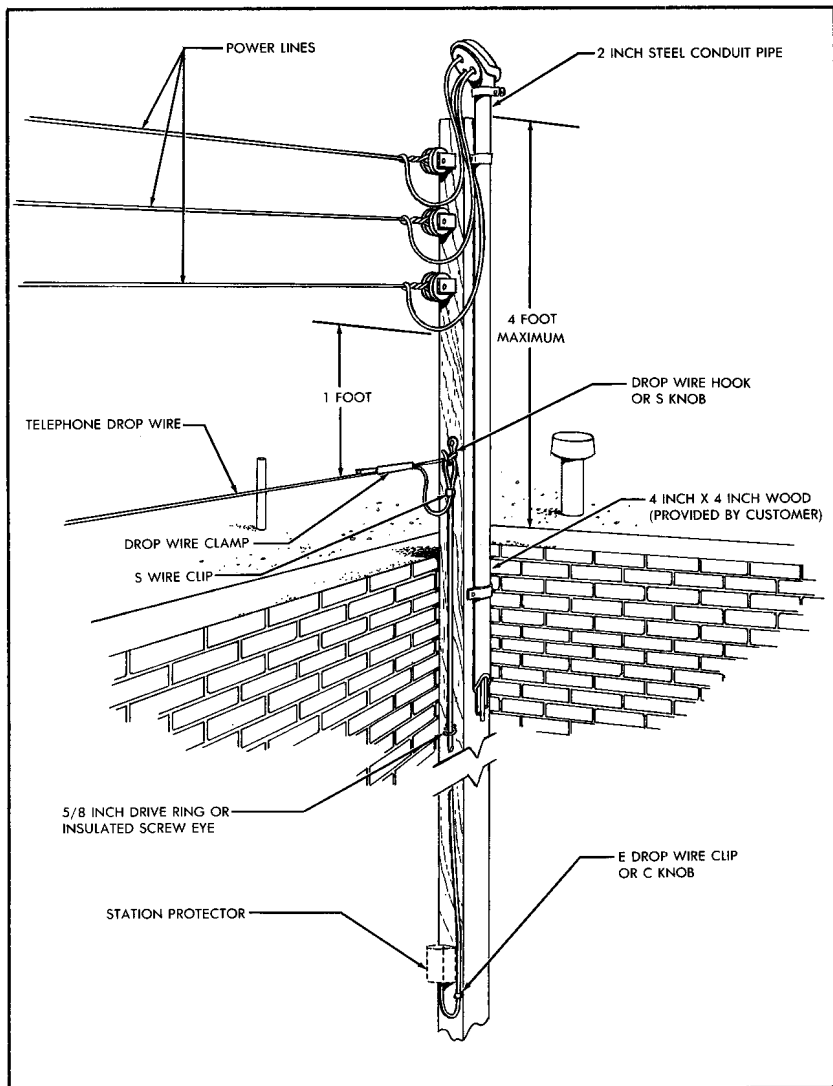 POWER LINES
2 INCH STEEL CONDUIT PIPE
4 FOOT
MAXIMUM
1 FOOT
DROP WIRE HOOK
OR S KNOB
TELEPHONE DROP WIRE
4 INCH X 4 INCH WOOD
(PROVIDED BY CUSTOMER)
DROP WIRE CLAMP
S WIRE CLIP
5/8 INCH DRIVE RING OR
INSULATED SCREW EYE
E DROP WIRE CLIP
OR C KNOB
STATION PROTECTOR